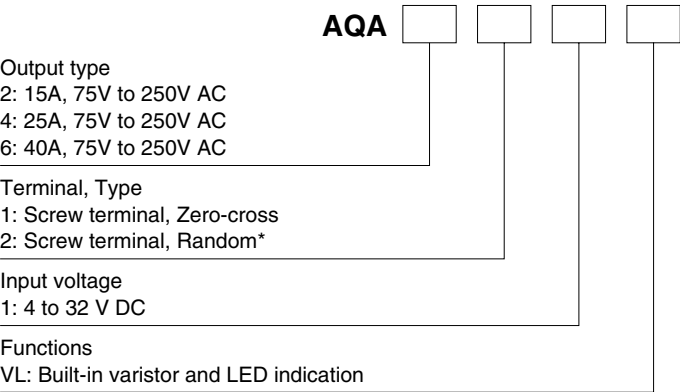 AQA
Output type
2: 15A, 75V to 250V AC
4: 25A, 75V to 250V AC
6: 40A, 75V to 250V AC
Terminal, Type
1: Screw terminal, Zero-cross
2: Screw terminal, Random*
Input voltage
1: 4 to 32 V DC
Functions
VL: Built-in varistor and LED indication